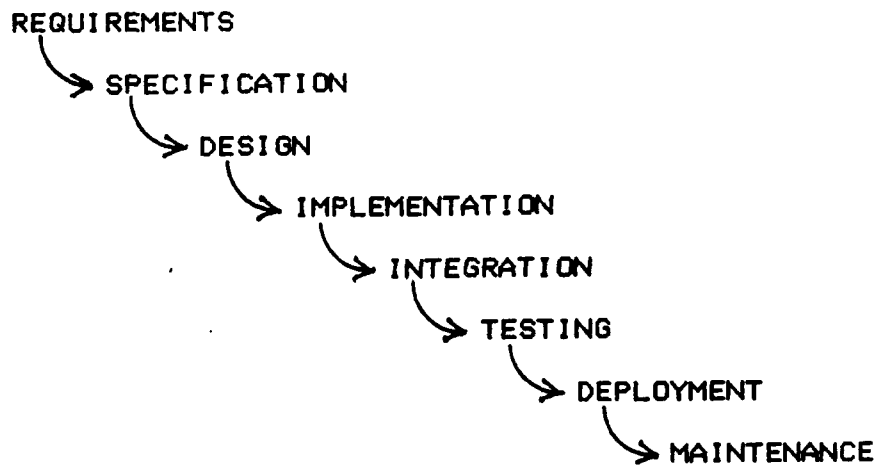 REQUIREMENTS
SPECIFICATION
DESIGN
IMPLEMENTATION
INTEGRATION
TESTING
DEPLOYMENT
MAINTENANCE